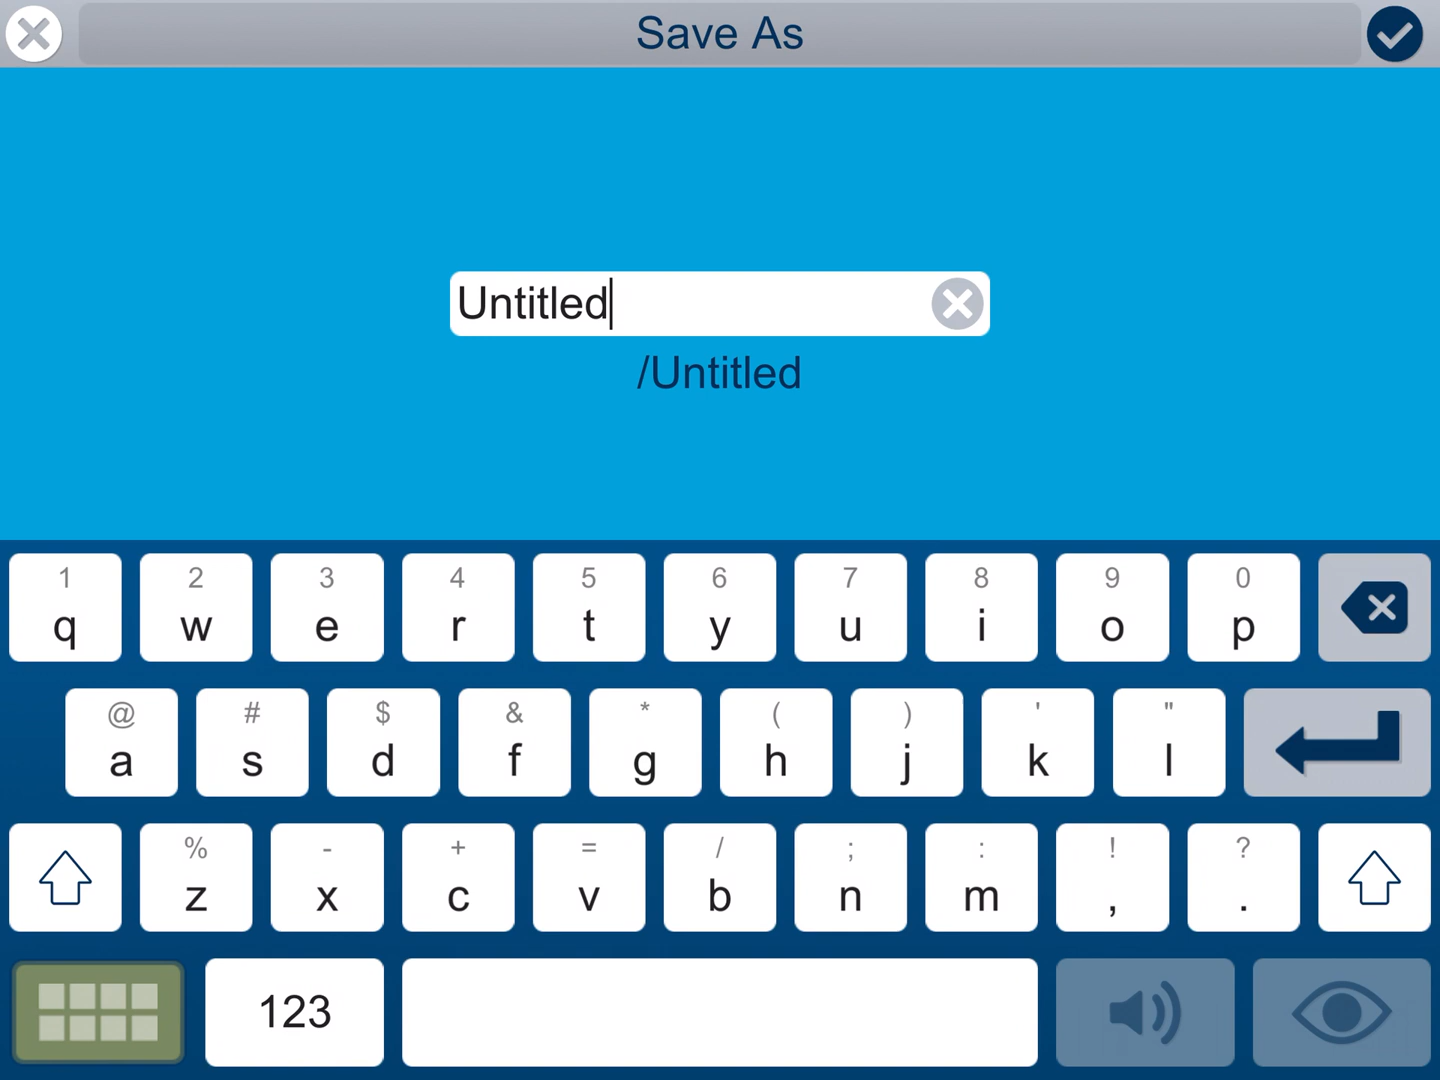 Save As
Untitled
/Untitled
1 2 3 4 5 6 7 8 9 0
q w e r t y u i o p
@ # $ & * ( ) ' "
a s d f g h j k l
% - + = / ; : ! ?
z x c v b n m , .
123